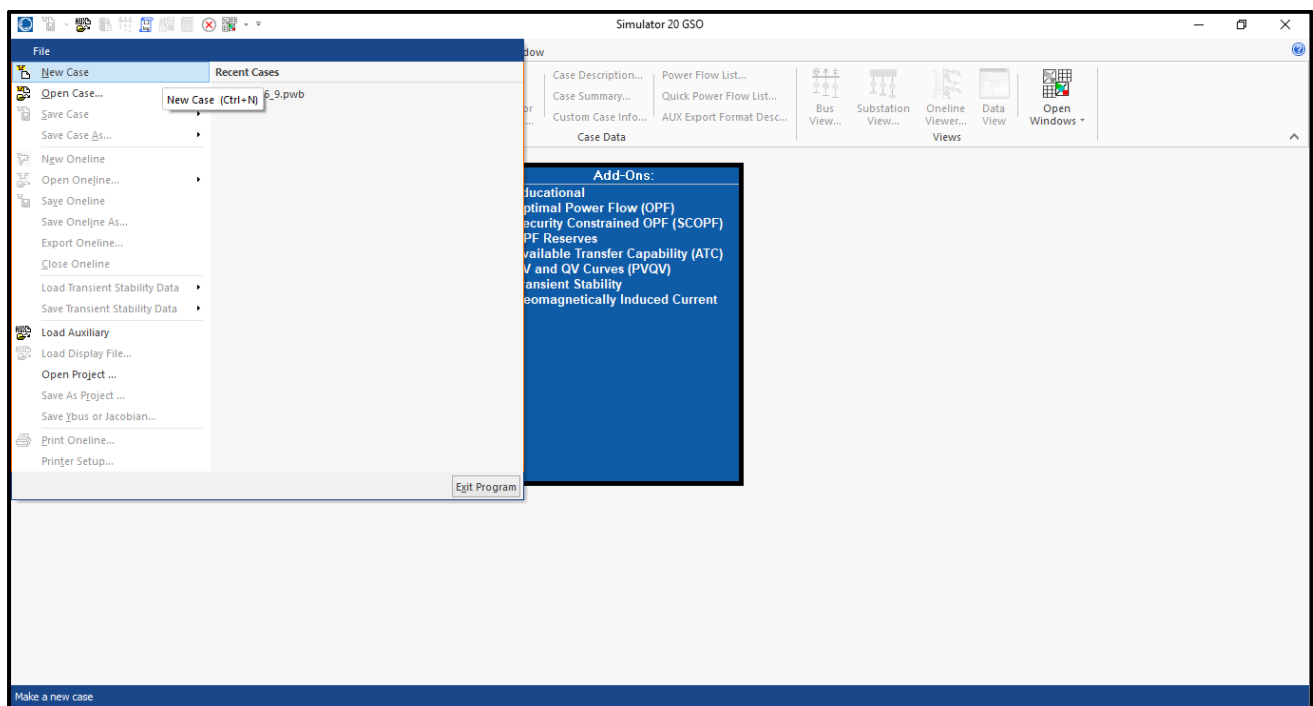 Simulator 20 GSO
File
dow
New Case
Recent Cases
Open Case...
6_9.pwb
New Case (Ctrl+N)
Save Case
Save Case As...
New Oneline
Open Oneline...
Save Oneline
Save Oneline As...
Export Oneline...
Close Oneline
Load Transient Stability Data
Save Transient Stability Data
Load Auxiliary
Load Display File...
Open Project ...
Save As Project ...
Save Ybus or Jacobian...
Print Oneline...
Printer Setup...
Exit Program
or
...
Case Description...
Case Summary...
Custom Case Info...
Power Flow List...
Quick Power Flow List...
AUX Export Format Desc...
Case Data
Bus
View...
Substation
View...
Oneline
Viewer...
Data
View
Open
Windows
Views
Add-Ons:
ducational
ptimal Power Flow (OPF)
ecurity Constrained OPF (SCOPF)
PF Reserves
vailable Transfer Capability (ATC)
V and QV Curves (PVQV)
ransient Stability
eomagnetically Induced Current
Make a new case